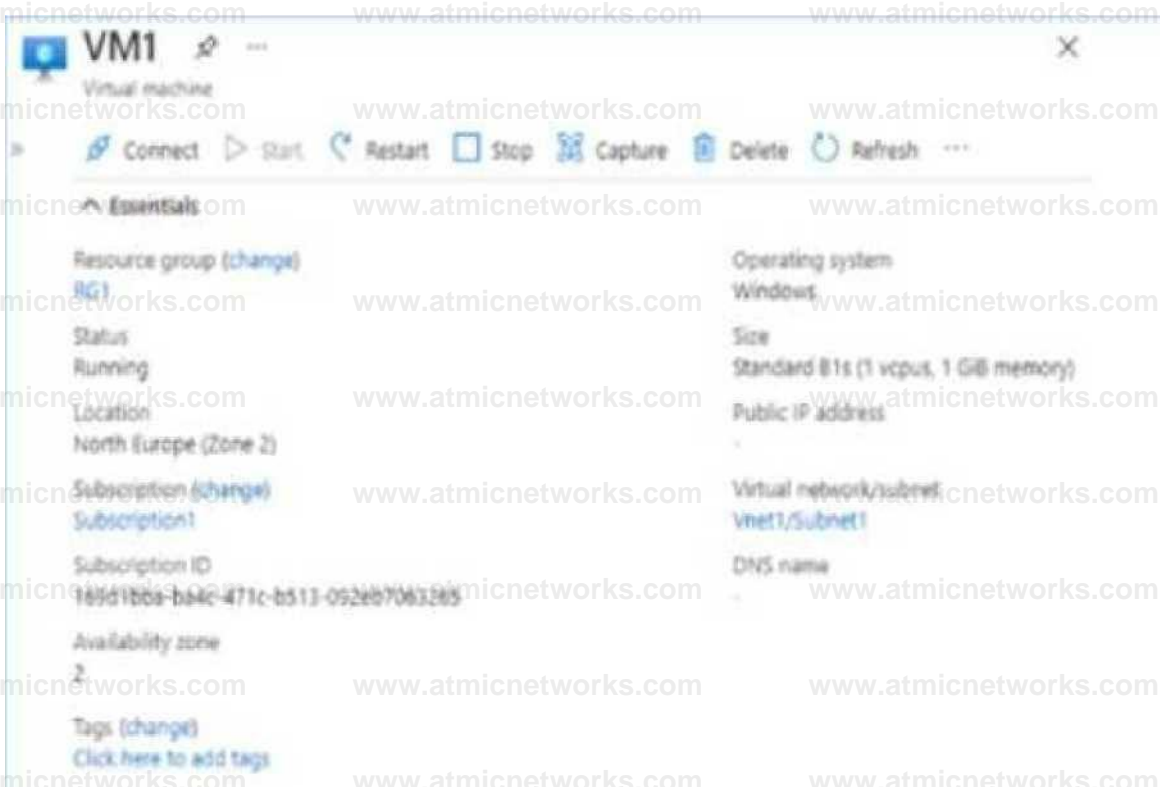 www.atmicnetworks.com
VM1
Virtual machine
Connect Start Restart Stop Capture Delete Refresh
Essentials
Resource group (change)
RG1
Status
Running
Location
North Europe (Zone 2)
Subscription (change)
Subscription1
Subscription ID
Availability zone
2
Tags (change)
Click here to add tags
Operating system
Windows
Size
Standard B1s (1 vcpus, 1 GiB memory)
Public IP address
-
Virtual network/subnet
Vnet1/Subnet1
DNS name
-